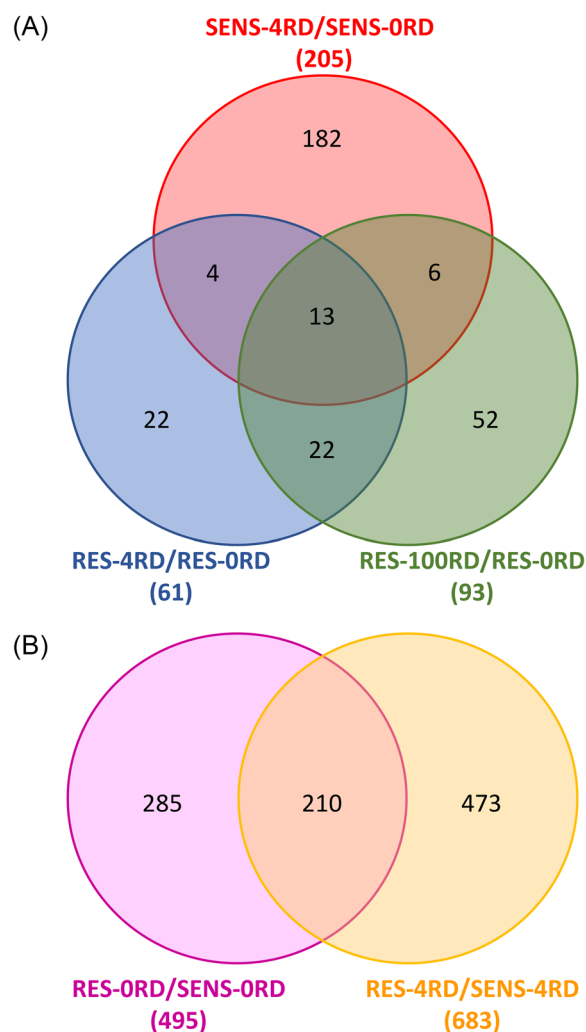 (A)
SENS-4RD/SENS-0RD
(205)
182
4
6
13
22
22
52
RES-4RD/RES-0RD
(61)
RES-100RD/RES-0RD
(93)
(B)
285
210
473
RES-0RD/SENS-0RD
(495)
RES-4RD/SENS-4RD
(683)